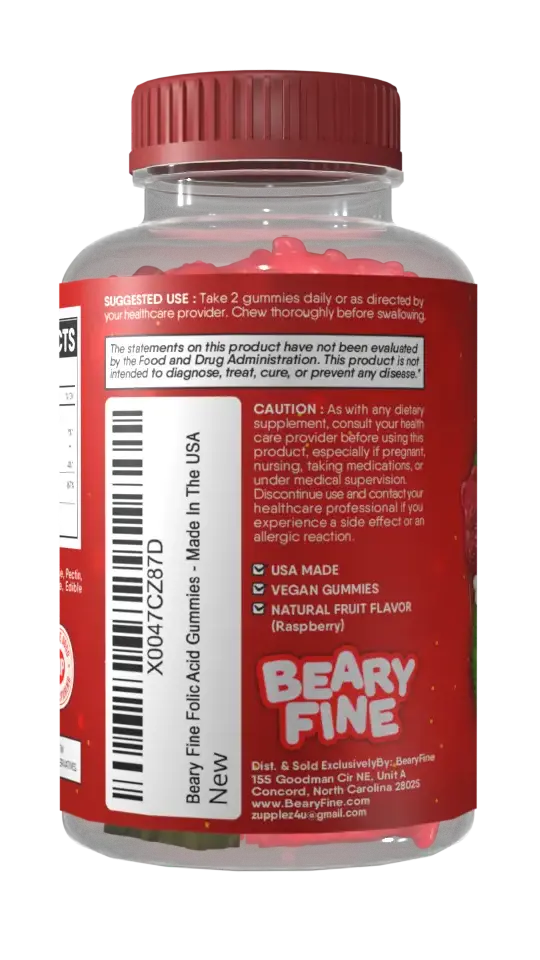 SUGGESTED USE : Take 2 gummies daily or as directed by
your healthcare provider. Chew thoroughly before swallowing.
The statements on this product have not been evaluated
by the Food and Drug Administration. This product is not
intended to diagnose, treat, cure, or prevent any disease.*
CAUTION : As with any dietary
supplement, consult your health
care provider before using this
product, especially if pregnant,
nursing, taking medications, or
under medical supervision.
Discontinue use and contact your
healthcare professional if you
experience a side effect or an
allergic reaction.
USA MADE
VEGAN GUMMIES
NATURAL FRUIT FLAVOR
(Raspberry)
BEARY
FINE
Dist. & Sold ExclusivelyBy: BearyFine
155 Goodman Cir NE, Unit A
Concord, North Carolina 28025
www.BearyFine.com
zupplez4u@gmail.com
X0047CZ87D
Beary Fine Folic Acid Gummies - Made In The USA
New
CTS
Pectin,
Edible